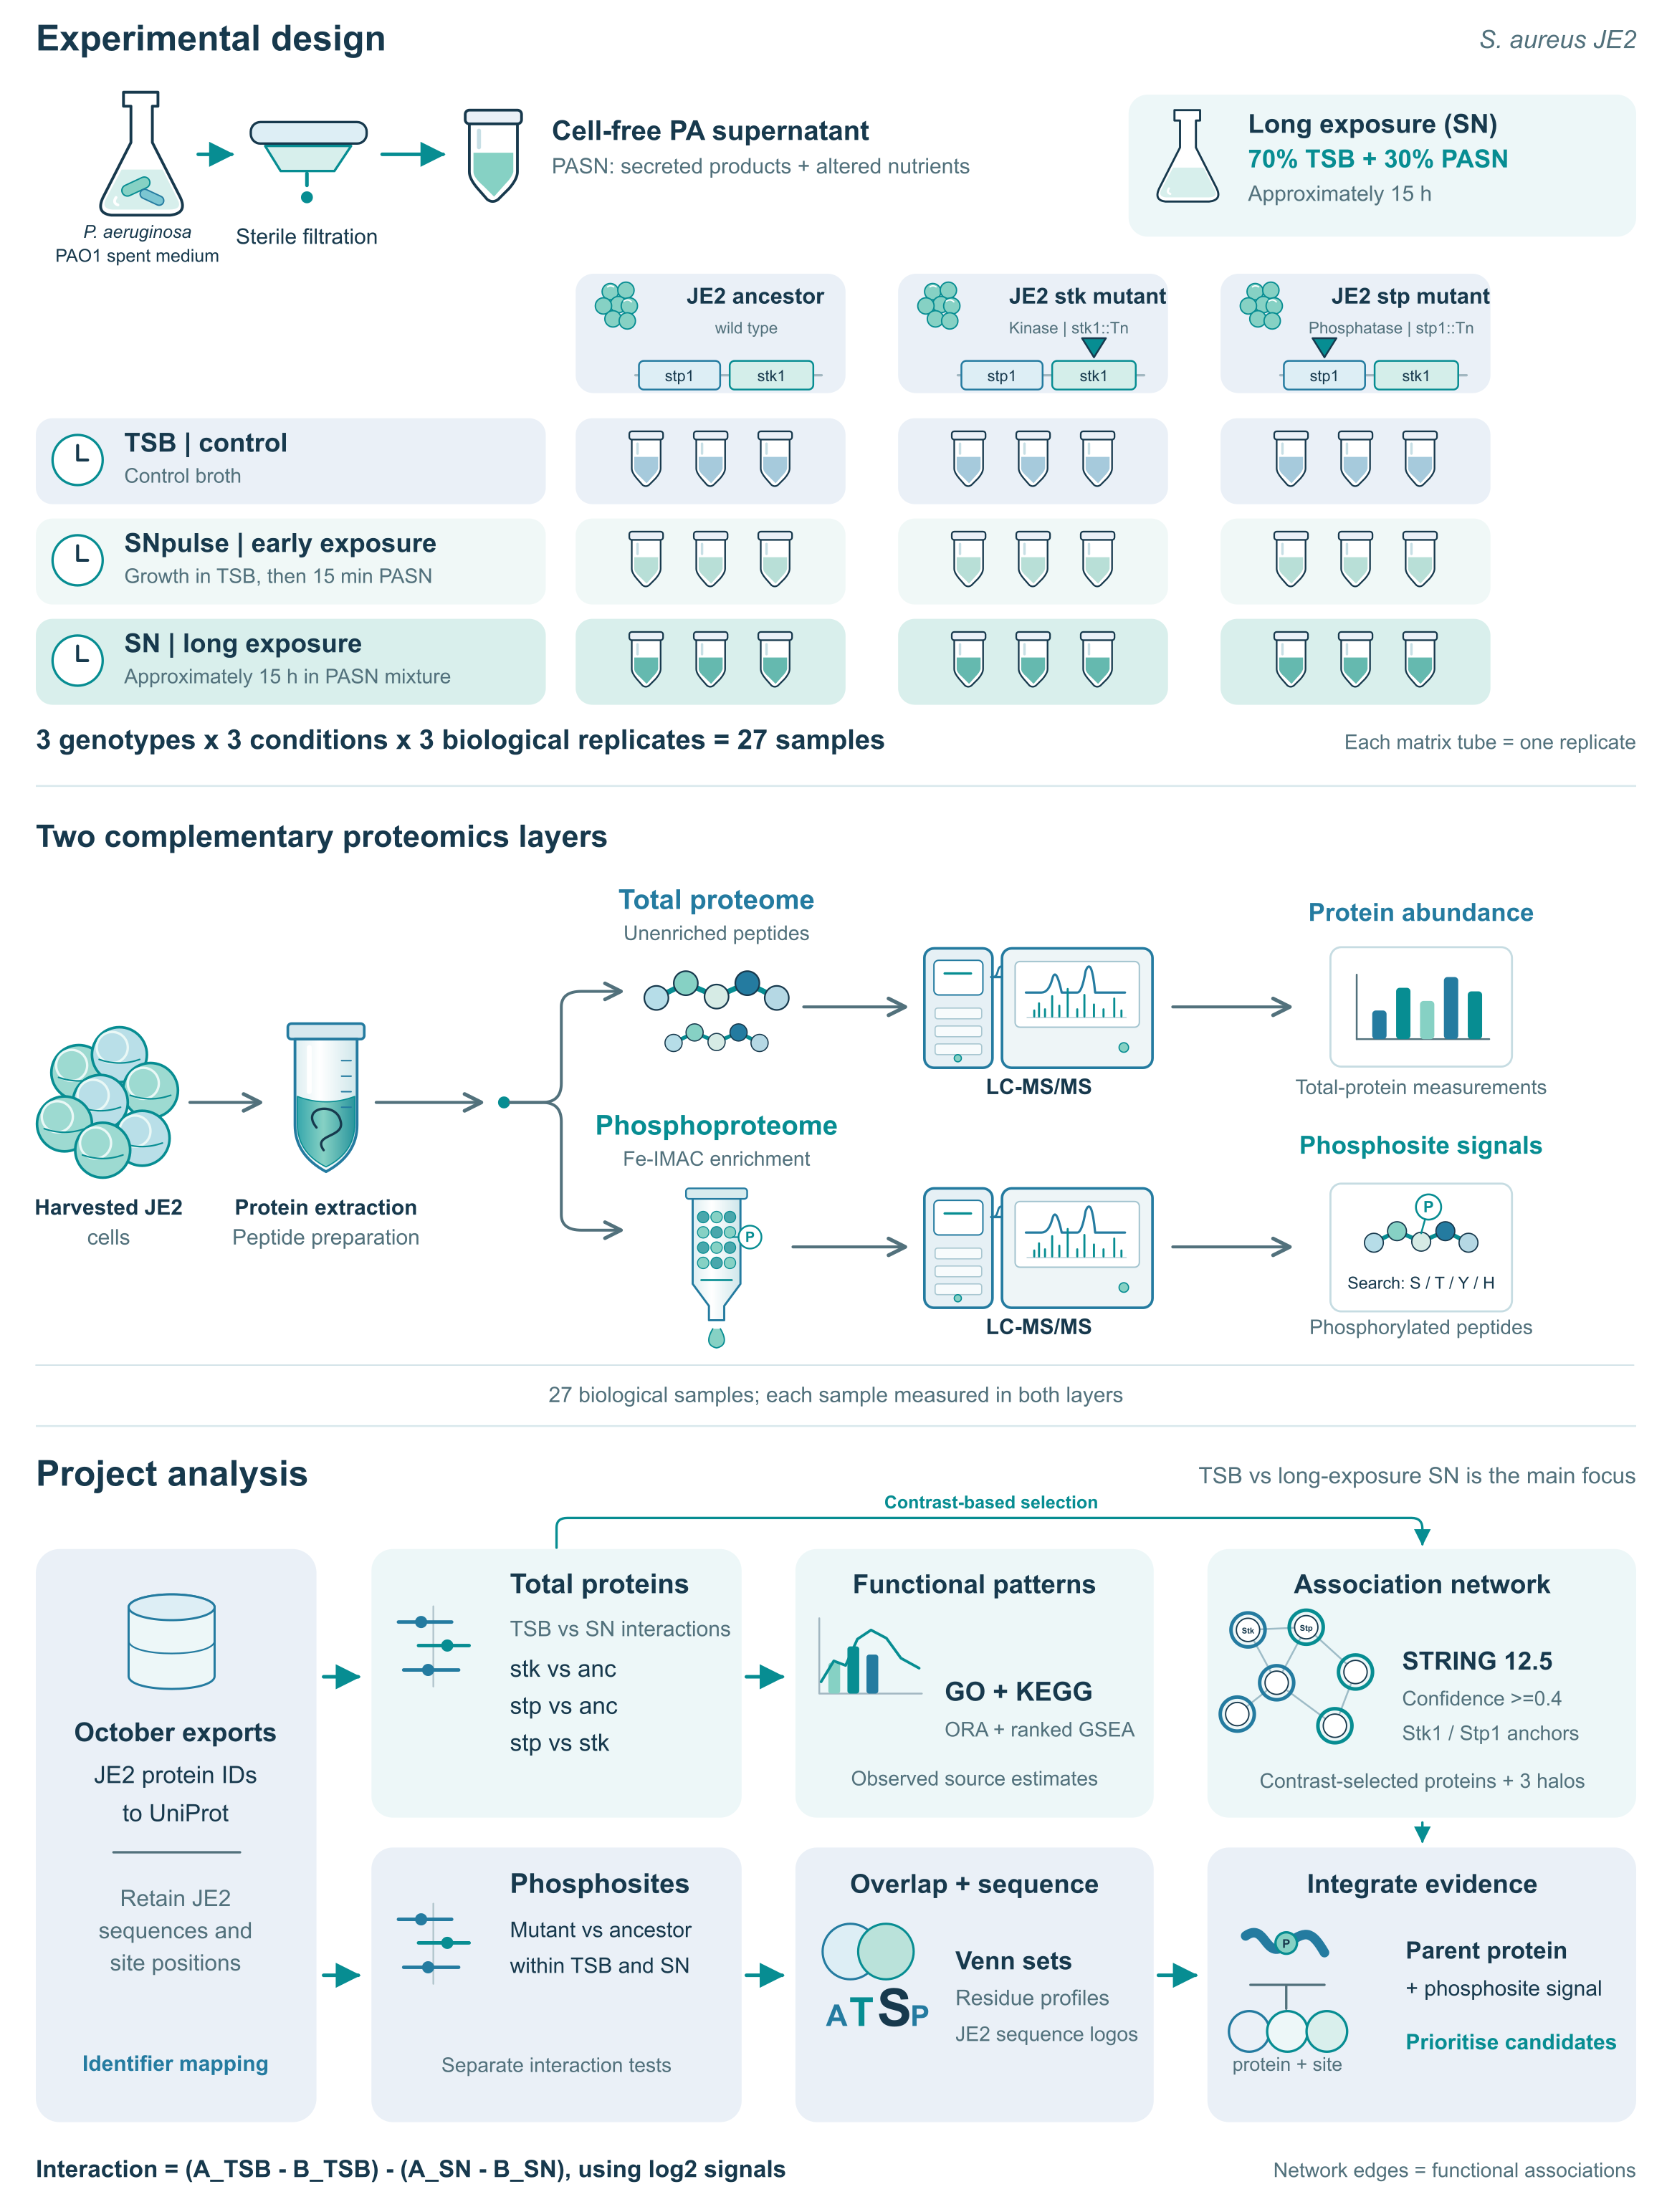 Experimental design
S. aureus JE2
Cell-free PA supernatant
PASN: secreted products + altered nutrients
Long exposure (SN)
70% TSB + 30% PASN
Approximately 15 h
P. aeruginosa
PAO1 spent medium
Sterile filtration
JE2 ancestor
wild type
stp1
stk1
JE2 stk mutant
Kinase | stk1::Tn
stp1
stk1
JE2 stp mutant
Phosphatase | stp1::Tn
stp1
stk1
TSB | control
Control broth
SNpulse | early exposure
Growth in TSB, then 15 min PASN
SN | long exposure
Approximately 15 h in PASN mixture
3 genotypes x 3 conditions x 3 biological replicates = 27 samples
Each matrix tube = one replicate
Two complementary proteomics layers
Total proteome
Unenriched peptides
LC-MS/MS
Protein abundance
Total-protein measurements
Harvested JE2
cells
Protein extraction
Peptide preparation
Phosphoproteome
Fe-IMAC enrichment
P
LC-MS/MS
Phosphosite signals
P
Search: S / T / Y / H
Phosphorylated peptides
27 biological samples; each sample measured in both layers
Project analysis
TSB vs long-exposure SN is the main focus
Contrast-based selection
October exports
JE2 protein IDs
to UniProt
Retain JE2
sequences and
site positions
Identifier mapping
Total proteins
TSB vs SN interactions
stk vs anc
stp vs anc
stp vs stk
Functional patterns
GO + KEGG
ORA + ranked GSEA
Observed source estimates
Association network
Stk
Stp
STRING 12.5
Confidence >=0.4
Stk1 / Stp1 anchors
Contrast-selected proteins + 3 halos
Phosphosites
Mutant vs ancestor
within TSB and SN
Separate interaction tests
Overlap + sequence
ATSP
Venn sets
Residue profiles
JE2 sequence logos
Integrate evidence
P
protein + site
Parent protein
+ phosphosite signal
Prioritise candidates
Interaction = (A_TSB - B_TSB) - (A_SN - B_SN), using log2 signals
Network edges = functional associations